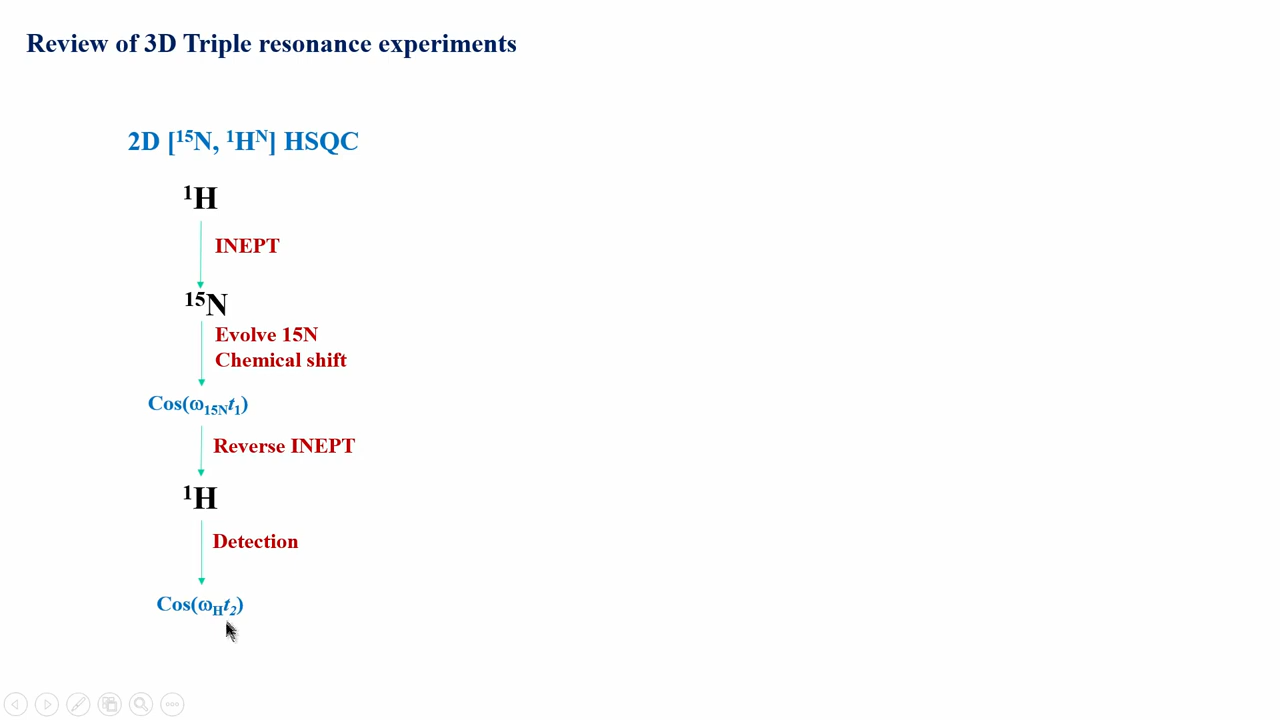 Review of 3D Triple resonance experiments
2D [¹⁵N, ¹Hᴺ] HSQC
¹H
INEPT
¹⁵N
Evolve 15N
Chemical shift
Cos(ω₁₅Nt₁)
Reverse INEPT
¹H
Detection
Cos(ωHt₂)